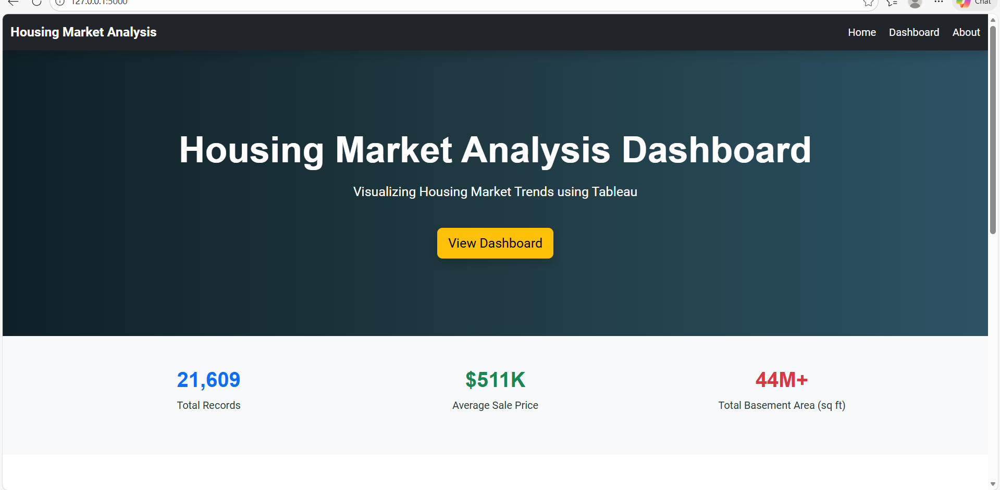 127.0.0.1:5000
Chat
Housing Market Analysis
Home Dashboard About
Housing Market Analysis Dashboard
Visualizing Housing Market Trends using Tableau
View Dashboard
21,609 $511K 44M+
Total Records Average Sale Price Total Basement Area (sq ft)